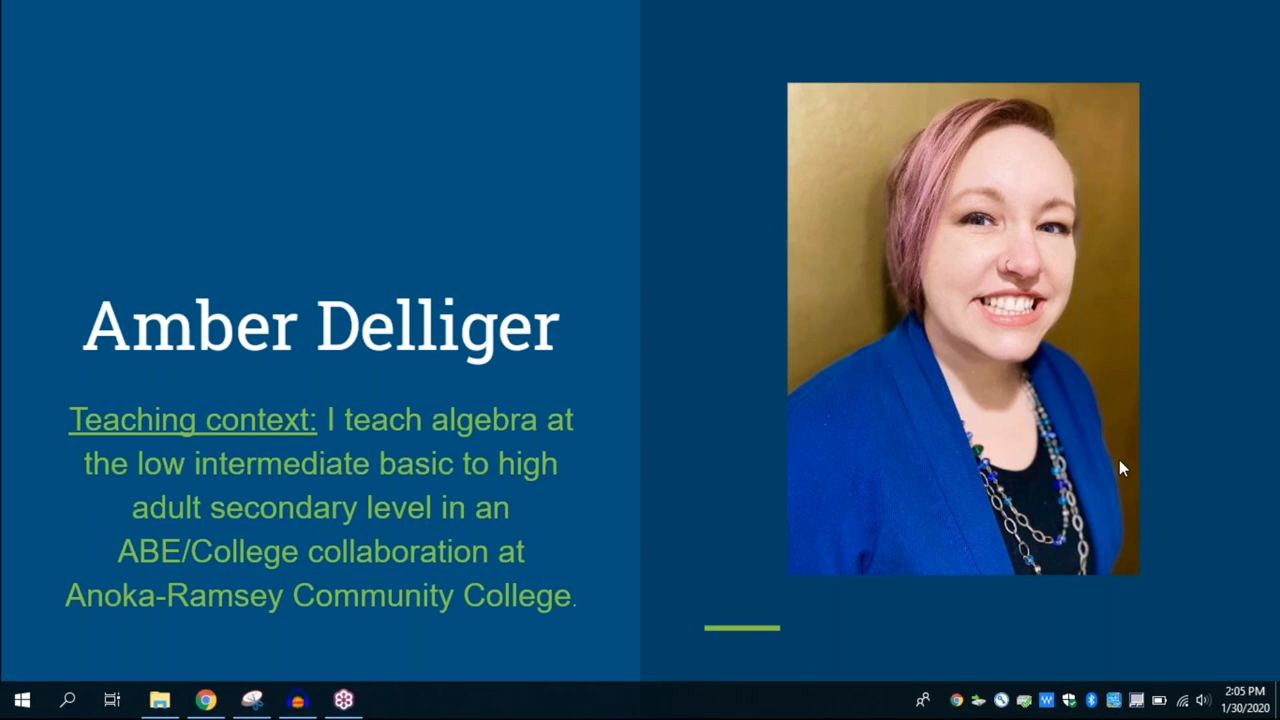 Amber Delliger
Teaching context: I teach algebra at
the low intermediate basic to high
adult secondary level in an
ABE/College collaboration at
Anoka-Ramsey Community College.
2:05 PM
1/30/2020